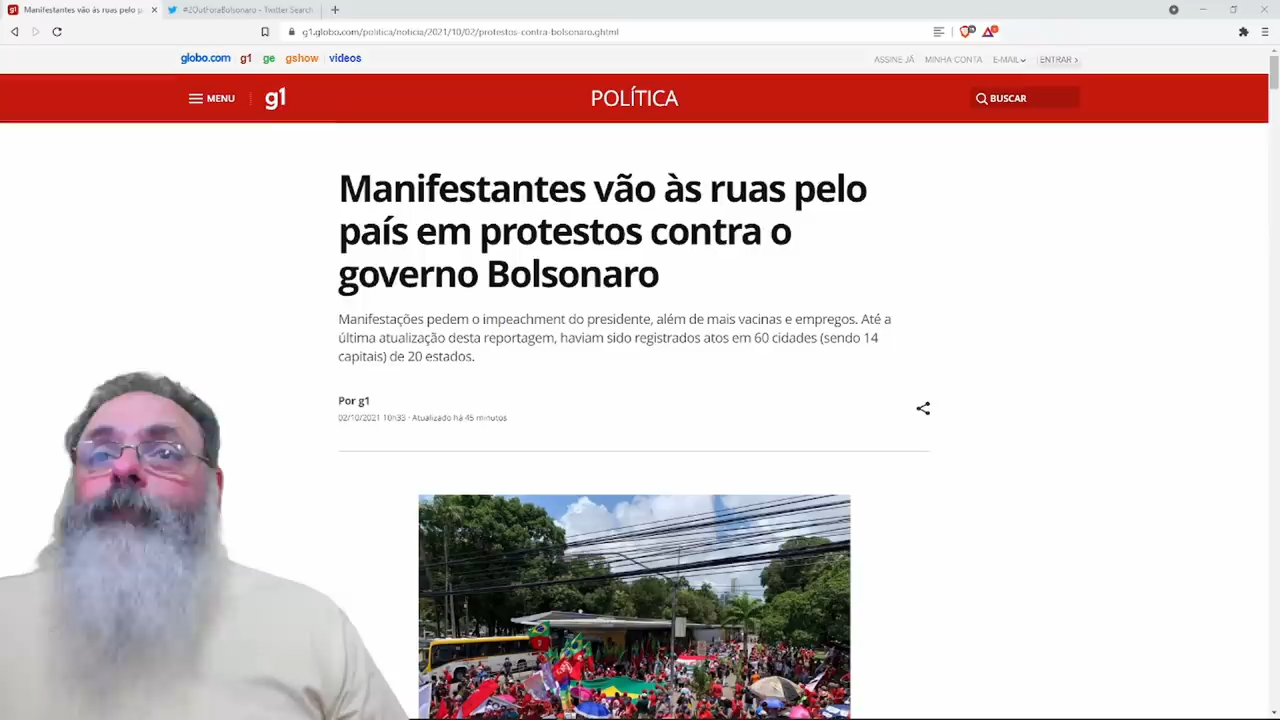 Manifestantes vão às ruas pelo p
#2OutForaBolsonaro - Twitter Search
g1.globo.com/politica/noticia/2021/10/02/protestos-contra-bolsonaro.ghtml
globo.com g1 ge gshow videos
ASSINE JÁ MINHA CONTA E-MAIL ENTRAR
MENU g1 POLÍTICA BUSCAR
Manifestantes vão às ruas pelo
país em protestos contra o
governo Bolsonaro
Manifestações pedem o impeachment do presidente, além de mais vacinas e empregos. Até a
última atualização desta reportagem, haviam sido registrados atos em 60 cidades (sendo 14
capitais) de 20 estados.
Por g1
02/10/2021 10h33 · Atualizado há 45 minutos